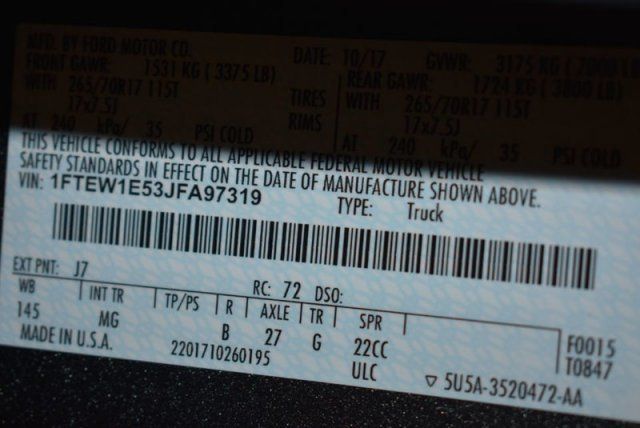 MFD. BY FORD MOTOR CO.
DATE: 10/17 GVWR: 3175 KG ( 7000 LB)
FRONT GAWR: 1531 KG ( 3375 LB) REAR GAWR: 1724 KG ( 3800 LB)
WITH 265/70R17 115T TIRES WITH 265/70R17 115T
17x7.5J RIMS 17x7.5J
AT 240 kPa/ 35 PSI COLD AT 240 kPa/ 35 PSI COLD
THIS VEHICLE CONFORMS TO ALL APPLICABLE FEDERAL MOTOR VEHICLE
SAFETY STANDARDS IN EFFECT ON THE DATE OF MANUFACTURE SHOWN ABOVE.
VIN: 1FTEW1E53JFA97319
TYPE: Truck
EXT PNT: J7 RC: 72 DSO:
WB INT TR TP/PS R AXLE TR SPR
145 MG B 27 G 22CC
F0015
T0847
MADE IN U.S.A. 2201710260195 ULC
▽ 5U5A-3520472-AA